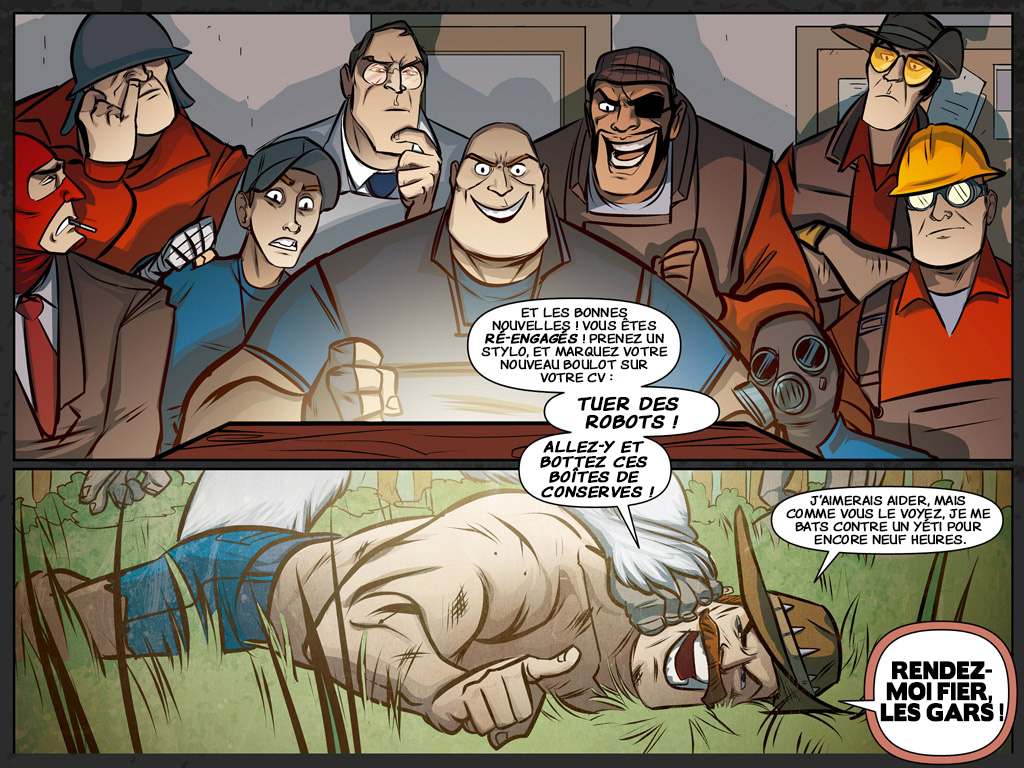 ET LES BONNES
NOUVELLES ! VOUS ÊTES
RÉ-ENGAGÉS ! PRENEZ UN
STYLO, ET MARQUEZ VOTRE
NOUVEAU BOULOT SUR
VOTRE CV :
TUER DES
ROBOTS !
ALLEZ-Y ET
BOTTEZ CES
BOÎTES DE
CONSERVES !
J'AIMERAIS AIDER, MAIS
COMME VOUS LE VOYEZ, JE ME
BATS CONTRE UN YÉTI POUR
ENCORE NEUF HEURES.
RENDEZ-
MOI FIER,
LES GARS !